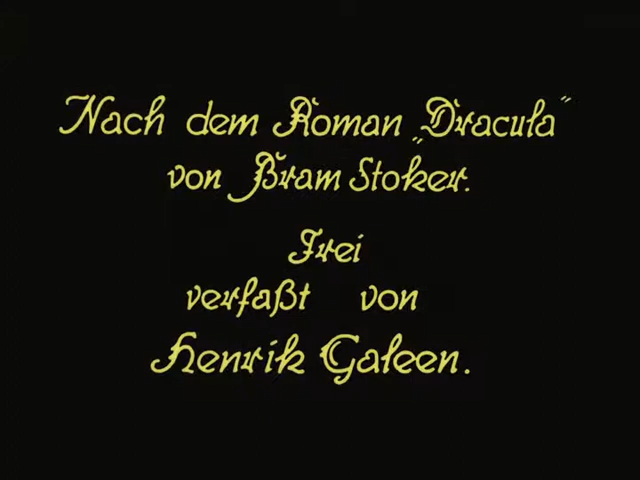 Nach dem Roman „Dracula"
von Bram Stoker.
Frei
verfaßt von
Henrik Galeen.